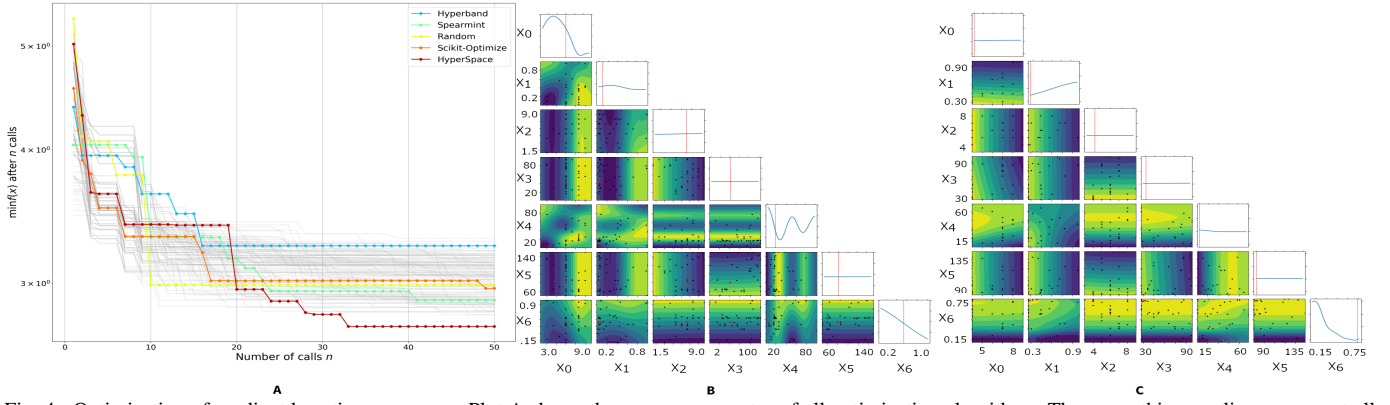 Hyperband
Spearmint
Random
Scikit-Optimize
HyperSpace
minf(x) after n calls
5 × 10⁰
4 × 10⁰
3 × 10⁰
0 10 20 30 40 50
Number of calls n
A
X0
X1 0.8 0.2
X2 9.0 1.5
X3 80 20
X4 80 20
X5 140 60
X6 0.9 .15
3.0 9.0 0.2 0.8 1.5 9.0 2 100 20 80 60 140 0.2 1.0
X0 X1 X2 X3 X4 X5 X6
B
X0
X1 0.90 0.30
X2 8 4
X3 90 30
X4 60 15
X5 135 90
X6 0.75 0.15
5 8 0.3 0.9 4 8 30 90 15 60 90 135 0.15 0.75
X0 X1 X2 X3 X4 X5 X6
C